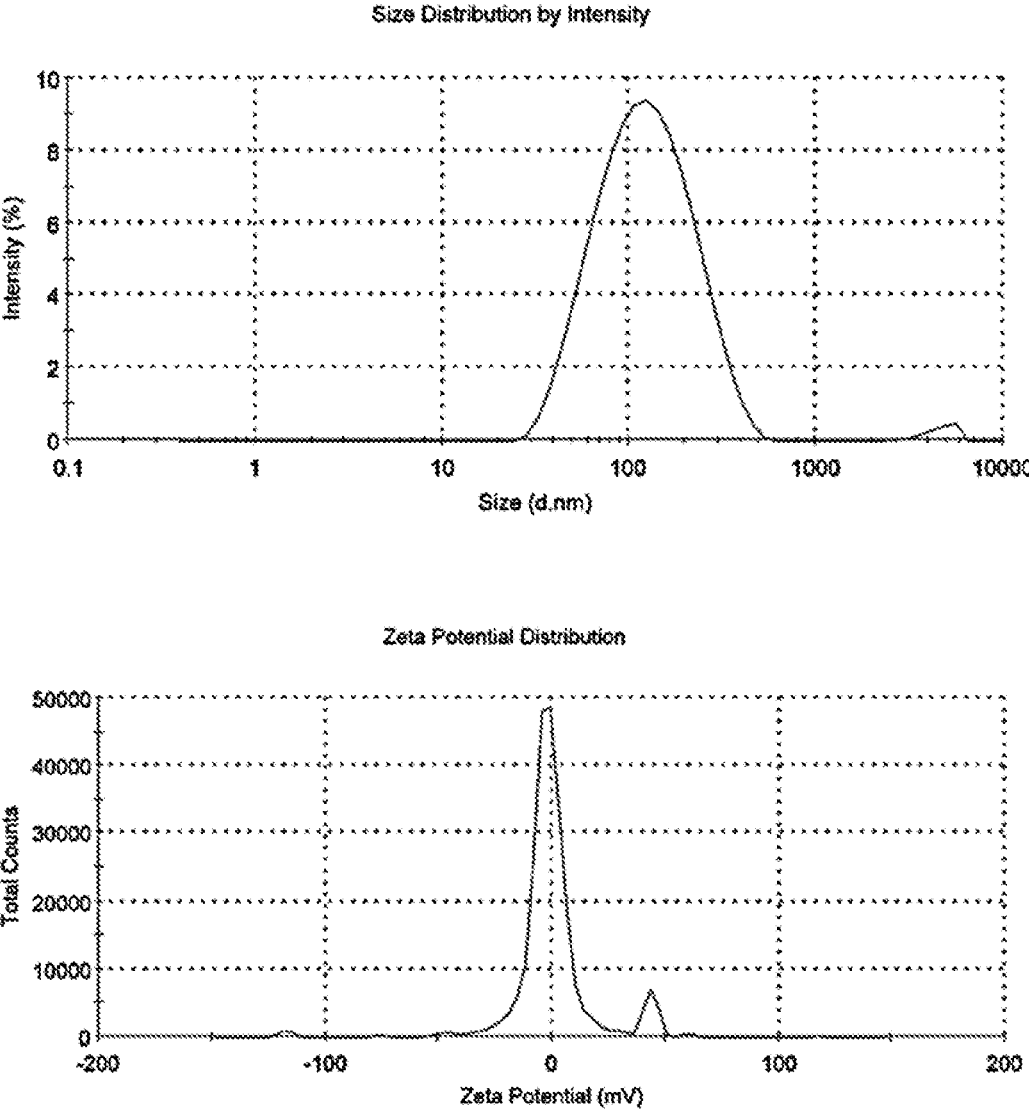 Size Distribution by Intensity
10
8
6
4
2
0
Intensity (%)
0.1 1 10 100 1000 10000
Size (d.nm)
Zeta Potential Distribution
50000
40000
30000
20000
10000
0
Total Counts
-200 -100 0 100 200
Zeta Potential (mV)